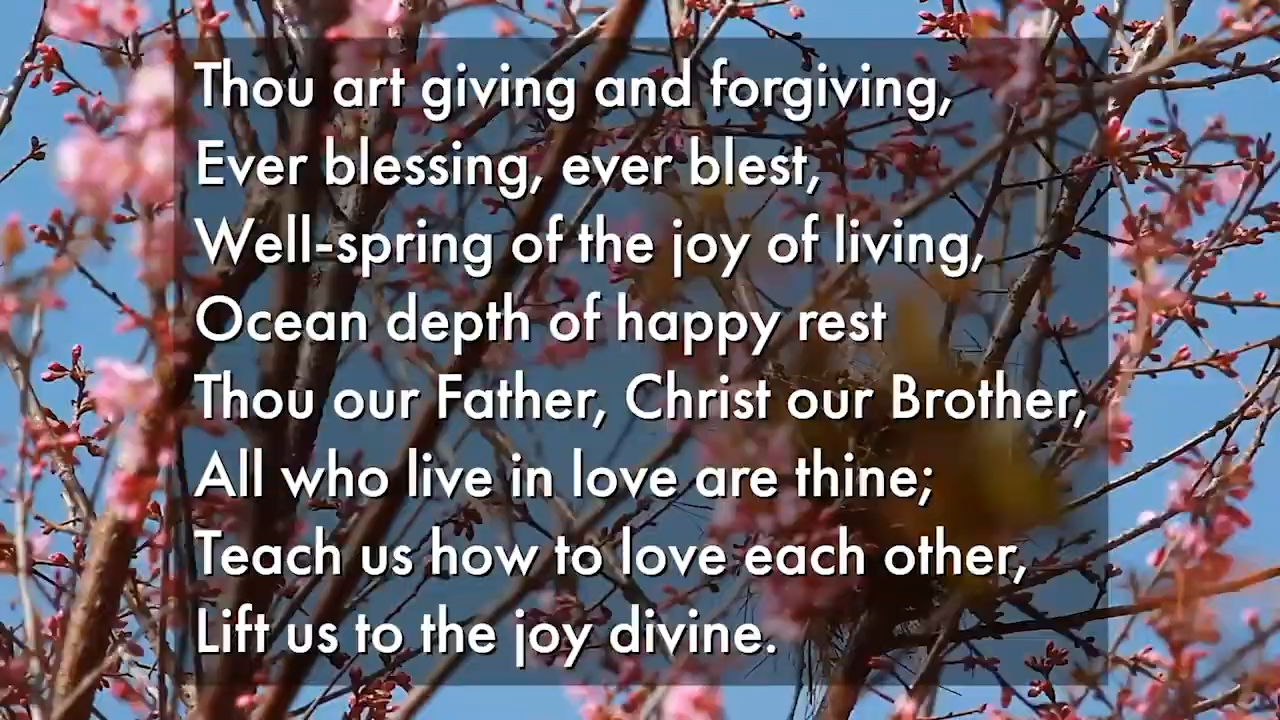 Thou art giving and forgiving,
Ever blessing, ever blest,
Well-spring of the joy of living,
Ocean depth of happy rest
Thou our Father, Christ our Brother,
All who live in love are thine;
Teach us how to love each other,
Lift us to the joy divine.